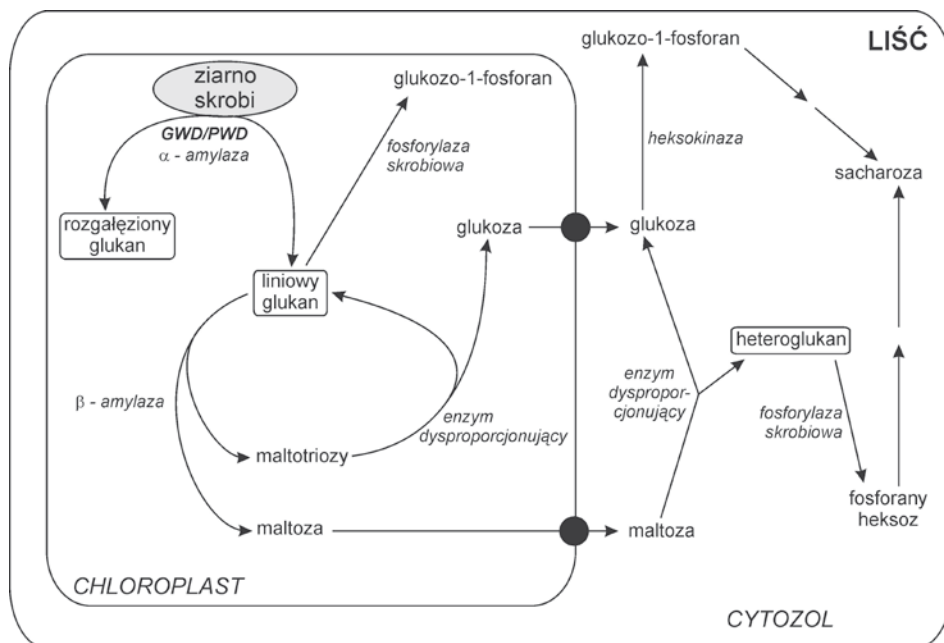 LIŚĆ
glukozo-1-fosforan
ziarno
skrobi
glukozo-1-fosforan
GWD/PWD
α - amylaza
fosforylaza
skrobiowa
heksokinaza
sacharoza
rozgałęziony
glukan
glukoza
glukoza
liniowy
glukan
heteroglukan
β - amylaza
enzym
dysproporcjonujący
enzym
dyspropor-
cjonujący
fosforylaza
skrobiowa
maltotriozy
fosforany
heksoz
maltoza
maltoza
CHLOROPLAST
CYTOZOL